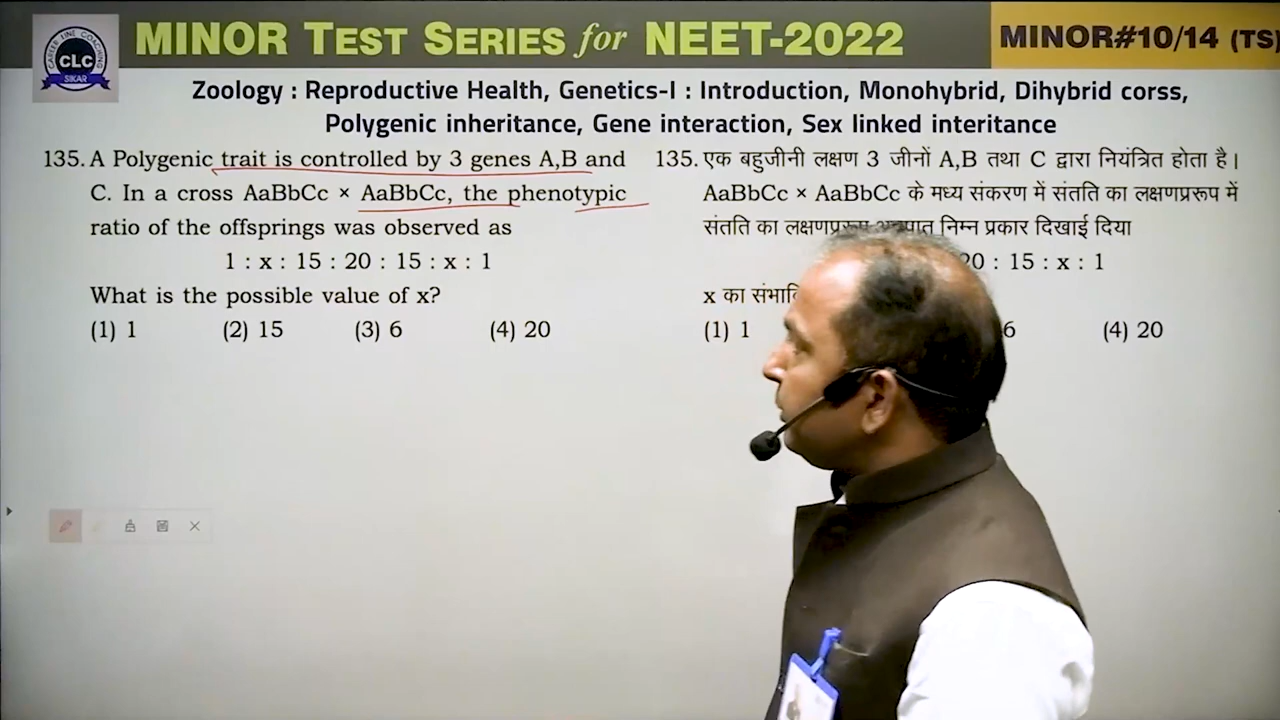 CAREER LINE COACHING
CLC
SIKAR
MINOR TEST SERIES for NEET-2022
MINOR#10/14 (TS)
Zoology : Reproductive Health, Genetics-I : Introduction, Monohybrid, Dihybrid corss,
Polygenic inheritance, Gene interaction, Sex linked interitance
135. A Polygenic trait is controlled by 3 genes A,B and
C. In a cross AaBbCc × AaBbCc, the phenotypic
ratio of the offsprings was observed as
1 : x : 15 : 20 : 15 : x : 1
What is the possible value of x?
(1) 1 (2) 15 (3) 6 (4) 20
135. एक बहुजीनी लक्षण 3 जीनों A,B तथा C द्वारा नियंत्रित होता है।
AaBbCc × AaBbCc के मध्य संकरण में संतति का लक्षणप्ररूप में
संतति का निम्न प्रकार दिखाई दिया
20 : 15 : x : 1
x का
(1) 1 6 (4) 20